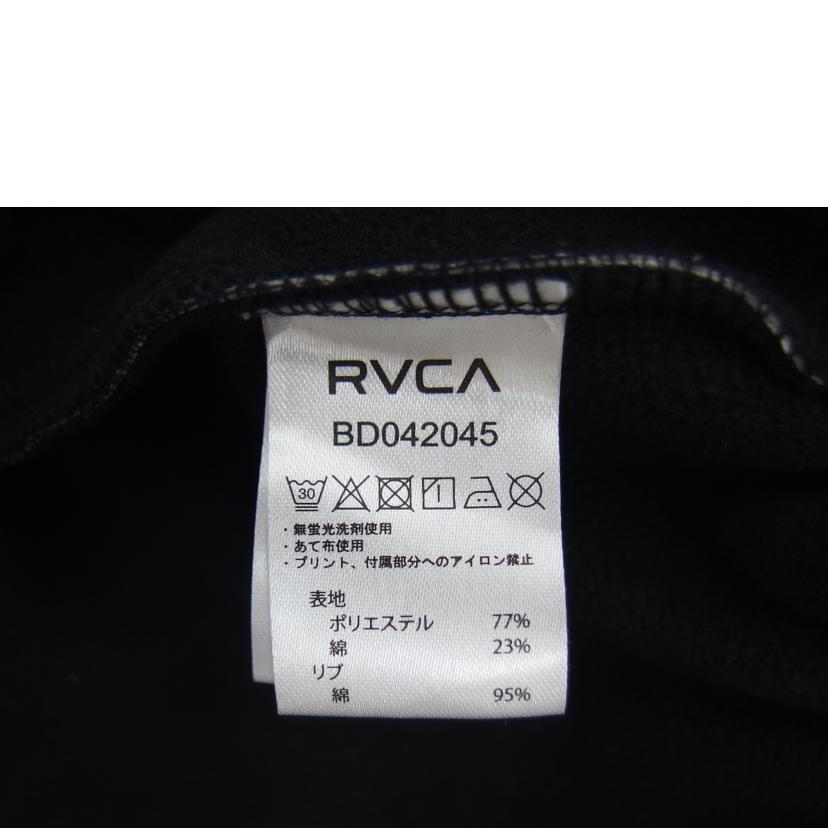 RVCA
BD042045
30
・無蛍光洗剤使用
・あて布使用
・プリント、付属部分へのアイロン禁止
表地
ポリエステル 77%
綿 23%
リブ
綿 95%